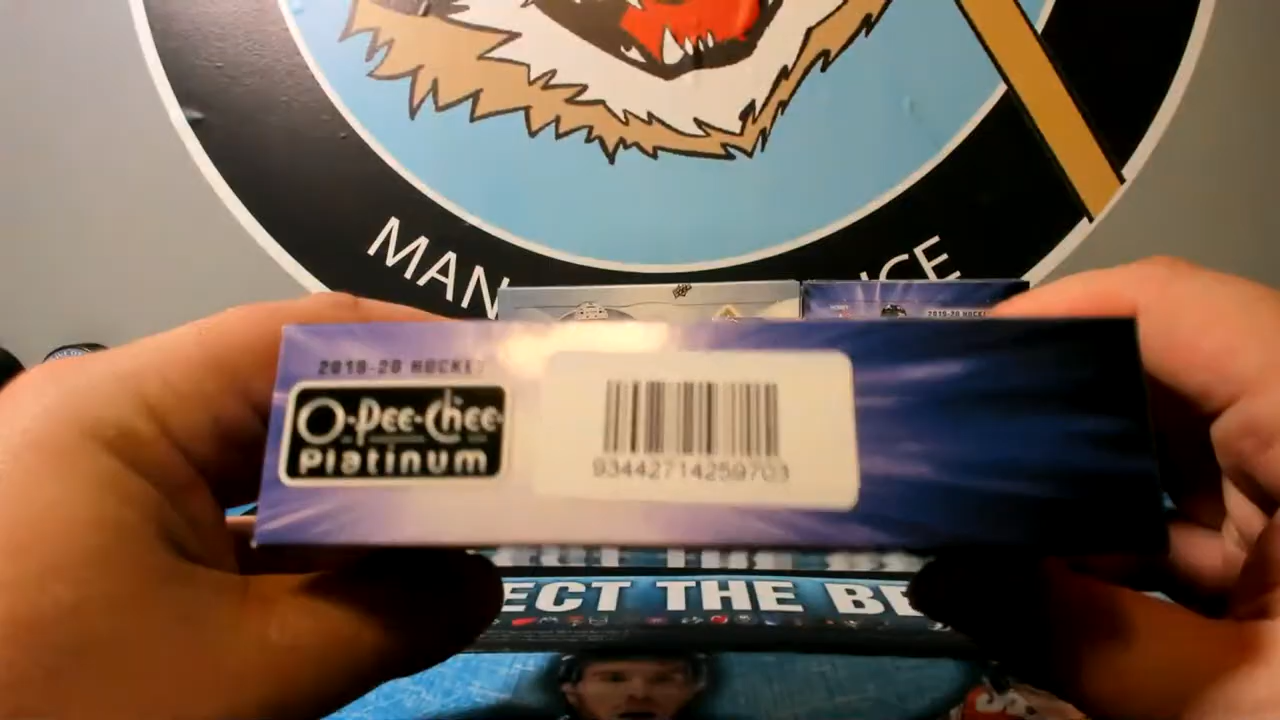 MAN
ICE
2019-20 HOCKEY
2019-20 HOCKEY
O-Pee-Chee
Platinum
93442714259703
ECT THE BE